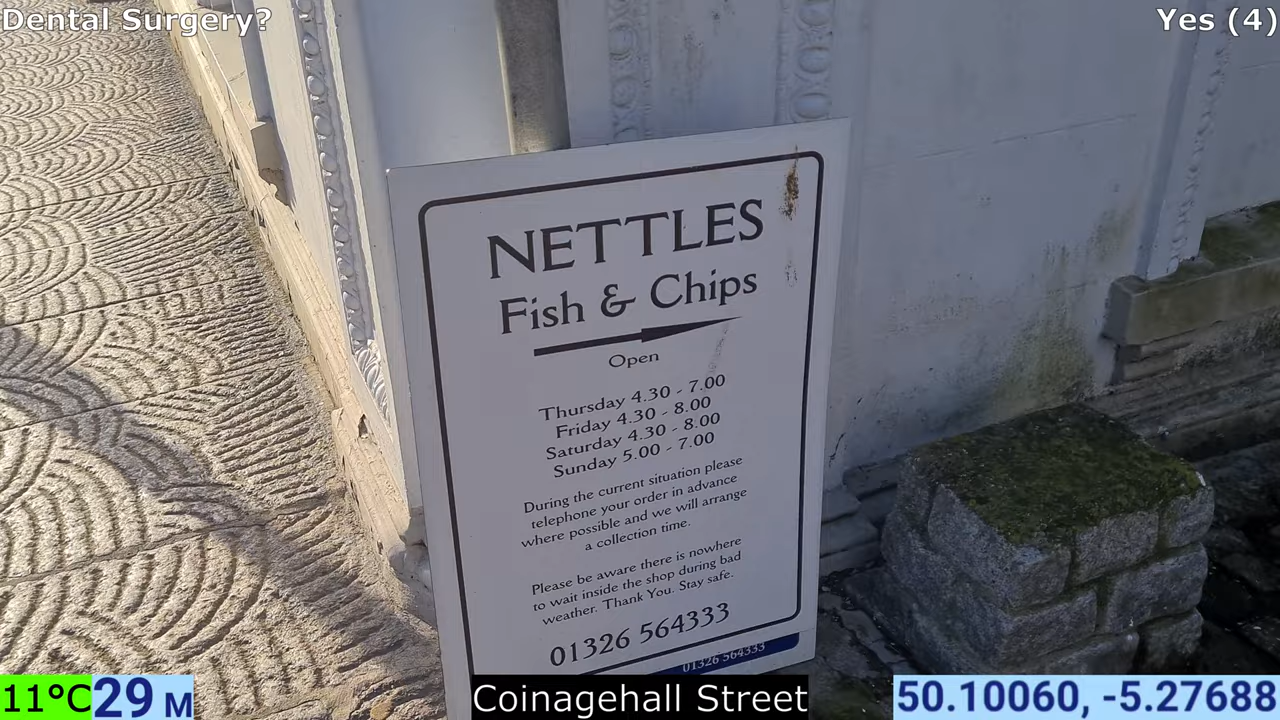 Dental Surgery?
Yes (4)
NETTLES
Fish & Chips
Open
Thursday 4.30 - 7.00
Friday 4.30 - 8.00
Saturday 4.30 - 8.00
Sunday 5.00 - 7.00
During the current situation please
telephone your order in advance
where possible and we will arrange
a collection time.
Please be aware there is nowhere
to wait inside the shop during bad
weather. Thank You. Stay safe.
01326 564333
01326 564333
11°C
29 M
Coinagehall Street
50.10060, -5.27688